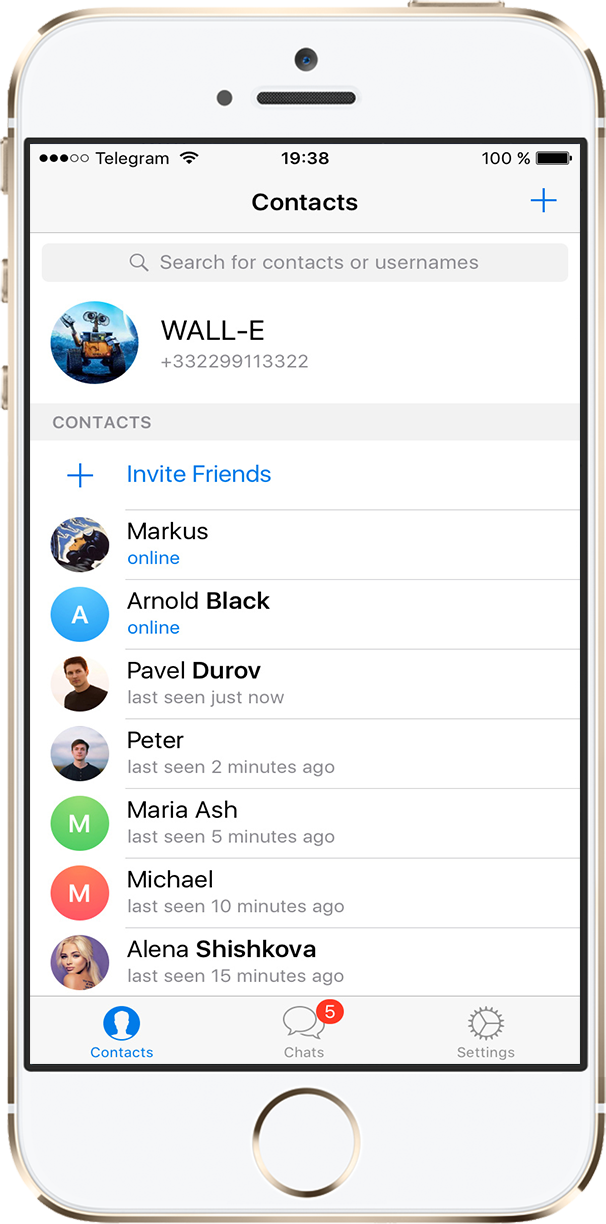 Telegram 19:38 100 %
Contacts
Search for contacts or usernames
WALL-E
+332299113322
CONTACTS
Invite Friends
Markus
online
A
Arnold Black
online
Pavel Durov
last seen just now
Peter
last seen 2 minutes ago
M
Maria Ash
last seen 5 minutes ago
M
Michael
last seen 10 minutes ago
Alena Shishkova
last seen 15 minutes ago
5
Contacts Chats Settings